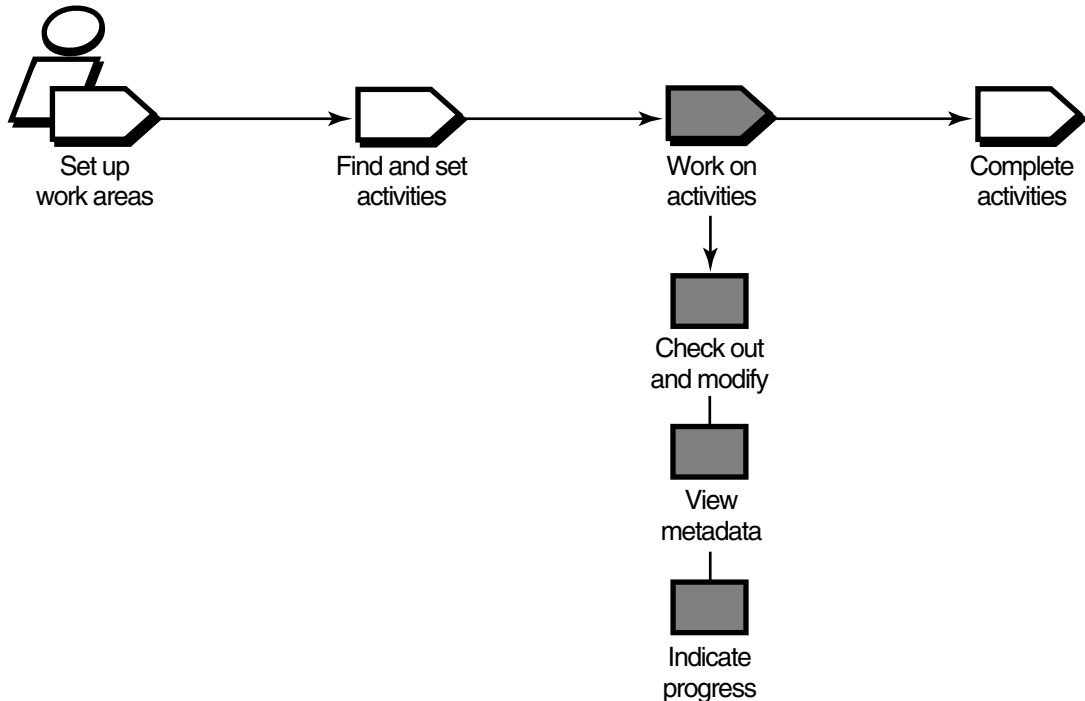 Set up
work areas
Find and set
activities
Work on
activities
Complete
activities
Check out
and modify
View
metadata
Indicate
progress